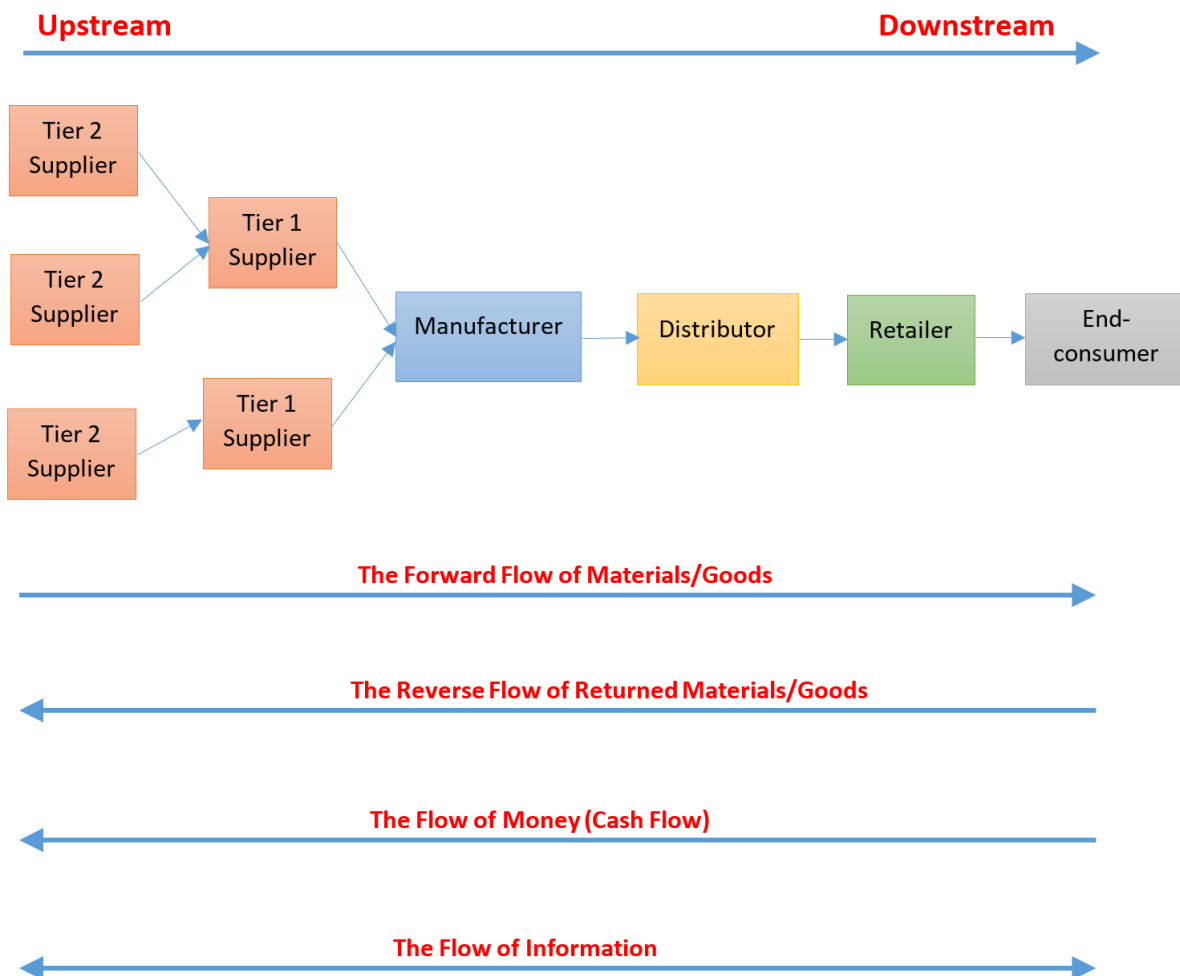 Upstream
Downstream
Tier 2
Supplier
Tier 2
Supplier
Tier 2
Supplier
Tier 1
Supplier
Tier 1
Supplier
Manufacturer
Distributor
Retailer
End-
consumer
The Forward Flow of Materials/Goods
The Reverse Flow of Returned Materials/Goods
The Flow of Money (Cash Flow)
The Flow of Information